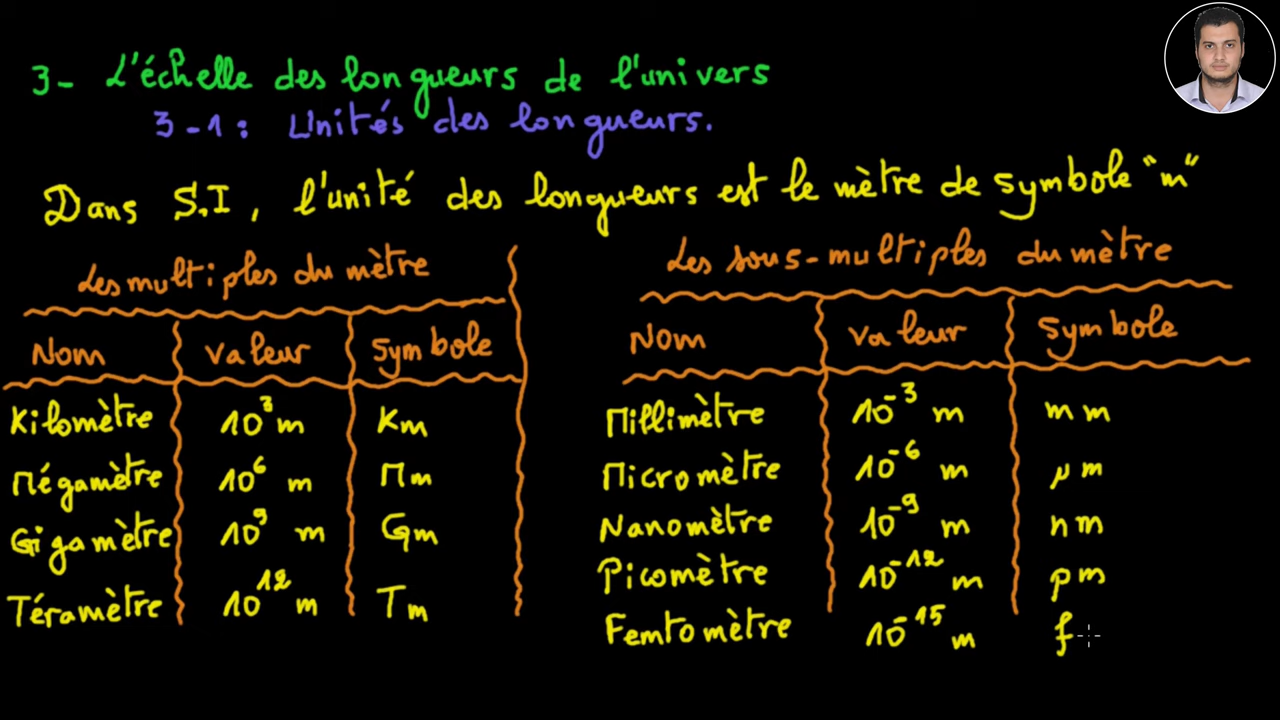 3- L'échelle des longueurs de l'univers
3-1: Unités des longueurs.
Dans S.I, l'unité des longueurs est le mètre de symbole "m"
Les multiples du mètre
Nom Valeur Symbole
Kilomètre 10³ m Km
Mégamètre 10⁶ m Mm
Gigamètre 10⁹ m Gm
Téramètre 10¹² m Tm
Les sous-multiples du mètre
Nom Valeur Symbole
Millimètre 10⁻³ m mm
Micromètre 10⁻⁶ m μm
Nanomètre 10⁻⁹ m nm
Picomètre 10⁻¹² m pm
Femtomètre 10⁻¹⁵ m f